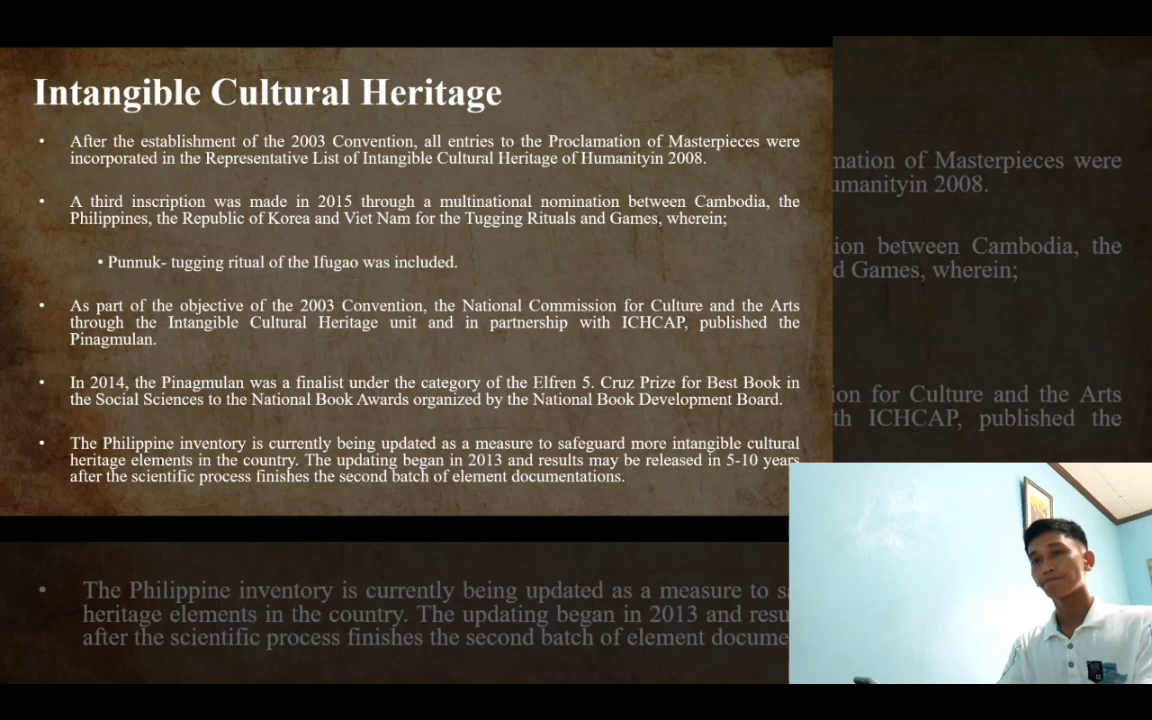 Intangible Cultural Heritage
• After the establishment of the 2003 Convention, all entries to the Proclamation of Masterpieces were
incorporated in the Representative List of Intangible Cultural Heritage of Humanityin 2008.
• A third inscription was made in 2015 through a multinational nomination between Cambodia, the
Philippines, the Republic of Korea and Viet Nam for the Tugging Rituals and Games, wherein;
• Punnuk- tugging ritual of the Ifugao was included.
• As part of the objective of the 2003 Convention, the National Commission for Culture and the Arts
through the Intangible Cultural Heritage unit and in partnership with ICHCAP, published the
Pinagmulan.
• In 2014, the Pinagmulan was a finalist under the category of the Elfren 5. Cruz Prize for Best Book in
the Social Sciences to the National Book Awards organized by the National Book Development Board.
• The Philippine inventory is currently being updated as a measure to safeguard more intangible cultural
heritage elements in the country. The updating began in 2013 and results may be released in 5-10 years
after the scientific process finishes the second batch of element documentations.
mation of Masterpieces were
umanityin 2008.
ion between Cambodia, the
d Games, wherein;
ion for Culture and the Arts
th ICHCAP, published the
• The Philippine inventory is currently being updated as a measure to sa
heritage elements in the country. The updating began in 2013 and resu
after the scientific process finishes the second batch of element docume